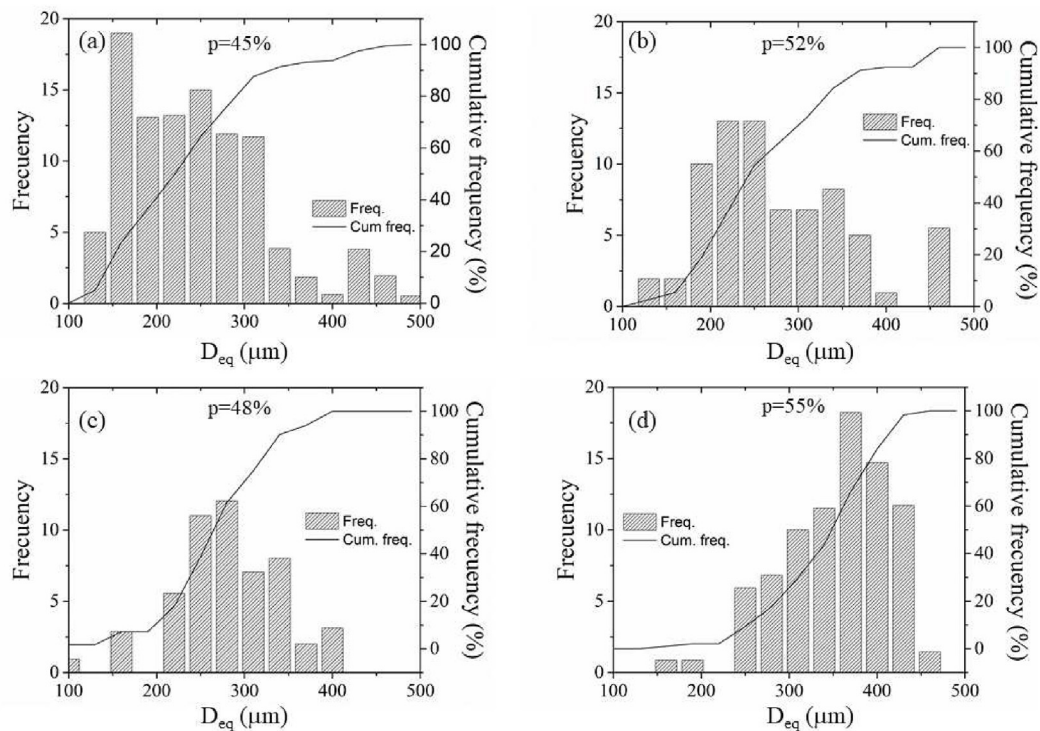 (a)
p=45%
20
15
10
5
0
Frecuency
100
80
60
40
20
0
Cumulative frequency (%)
Freq.
Cum freq.
100 200 300 400 500
D_eq (μm)
(b)
p=52%
20
15
10
5
0
Frecuency
100
80
60
40
20
0
Cumulative frequency (%)
Freq.
Cum. freq.
100 200 300 400 500
D_eq (μm)
(c)
p=48%
20
15
10
5
0
Frecuency
100
80
60
40
20
0
Cumulative frecuency (%)
Freq.
Cum. freq.
100 200 300 400 500
D_eq (μm)
(d)
p=55%
20
15
10
5
0
Frecuency
100
80
60
40
20
0
Cumulative frecuency (%)
Freq.
Cum. freq.
100 200 300 400 500
D_eq (μm)